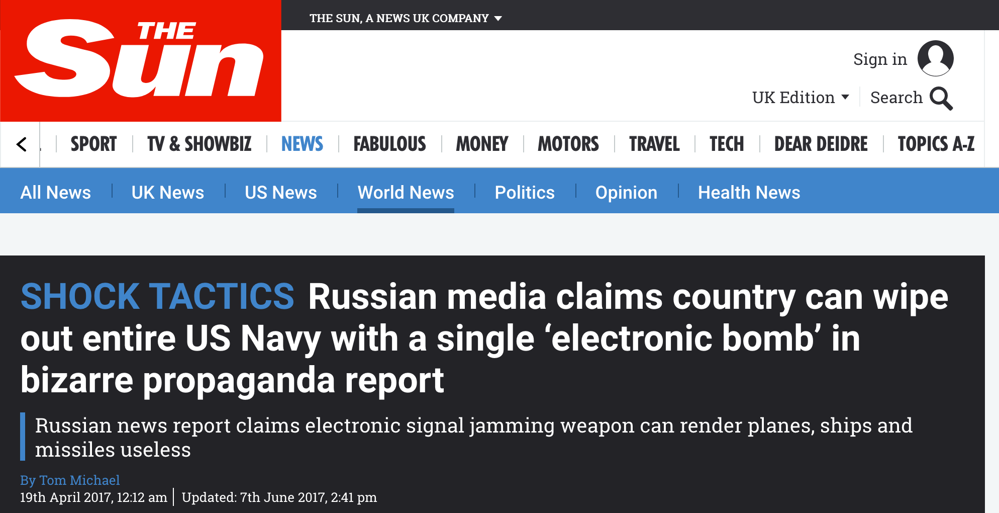 THE SUN, A NEWS UK COMPANY
THE
Sun
Sign in
UK Edition
Search
SPORT
TV & SHOWBIZ
NEWS
FABULOUS
MONEY
MOTORS
TRAVEL
TECH
DEAR DEIDRE
TOPICS A-Z
All News
UK News
US News
World News
Politics
Opinion
Health News
SHOCK TACTICS Russian media claims country can wipe
out entire US Navy with a single ‘electronic bomb’ in
bizarre propaganda report
Russian news report claims electronic signal jamming weapon can render planes, ships and
missiles useless
By Tom Michael
19th April 2017, 12:12 am
Updated: 7th June 2017, 2:41 pm